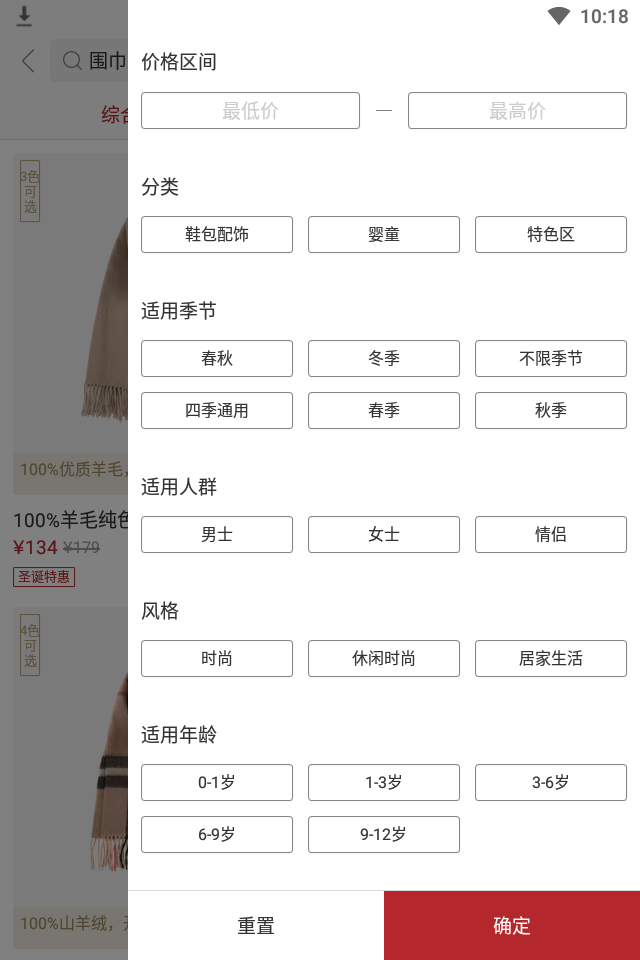 10:18
围巾
综合
3色
可
选
100%优质羊毛，
100%羊毛纯色
¥134 ¥179
圣诞特惠
4色
可
选
100%山羊绒，
价格区间
最低价 — 最高价
分类
鞋包配饰 婴童 特色区
适用季节
春秋 冬季 不限季节
四季通用 春季 秋季
适用人群
男士 女士 情侣
风格
时尚 休闲时尚 居家生活
适用年龄
0-1岁 1-3岁 3-6岁
6-9岁 9-12岁
重置 确定